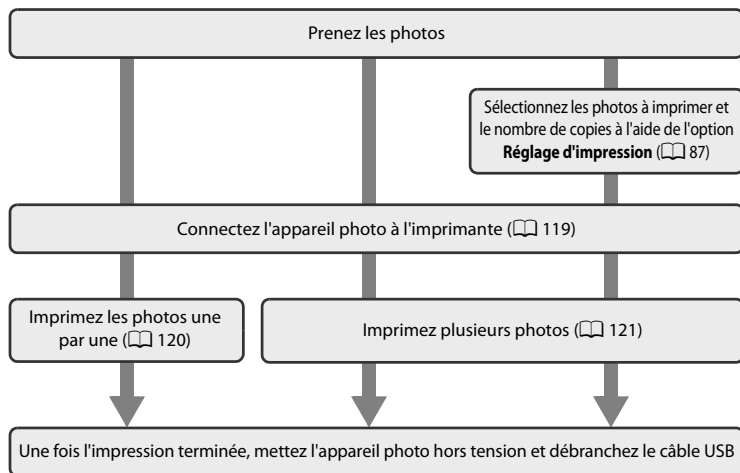 Prenez les photos
Sélectionnez les photos à imprimer et
le nombre de copies à l'aide de l'option
Réglage d'impression (87)
Connectez l'appareil photo à l'imprimante (119)
Imprimez les photos une
par une (120)
Imprimez plusieurs photos (121)
Une fois l'impression terminée, mettez l'appareil photo hors tension et débranchez le câble USB